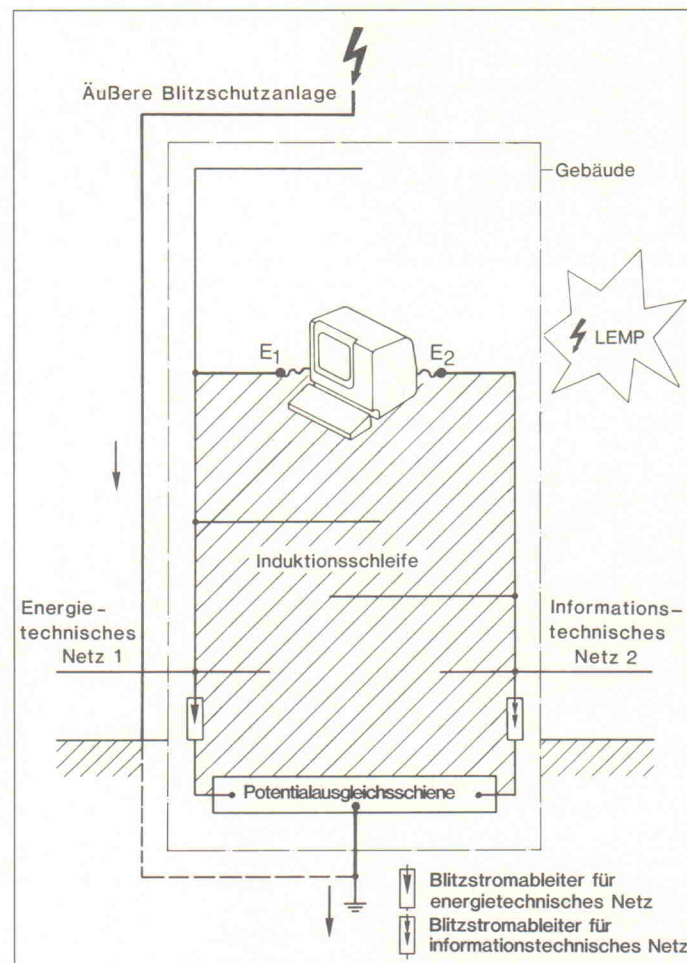 Äußere Blitzschutzanlage
Gebäude
LEMP
E1
E2
Induktionsschleife
Energie-
technisches
Netz 1
Informations-
technisches
Netz 2
Potentialausgleichsschiene
Blitzstromableiter für
energietechnisches Netz
Blitzstromableiter für
informationstechnisches Netz